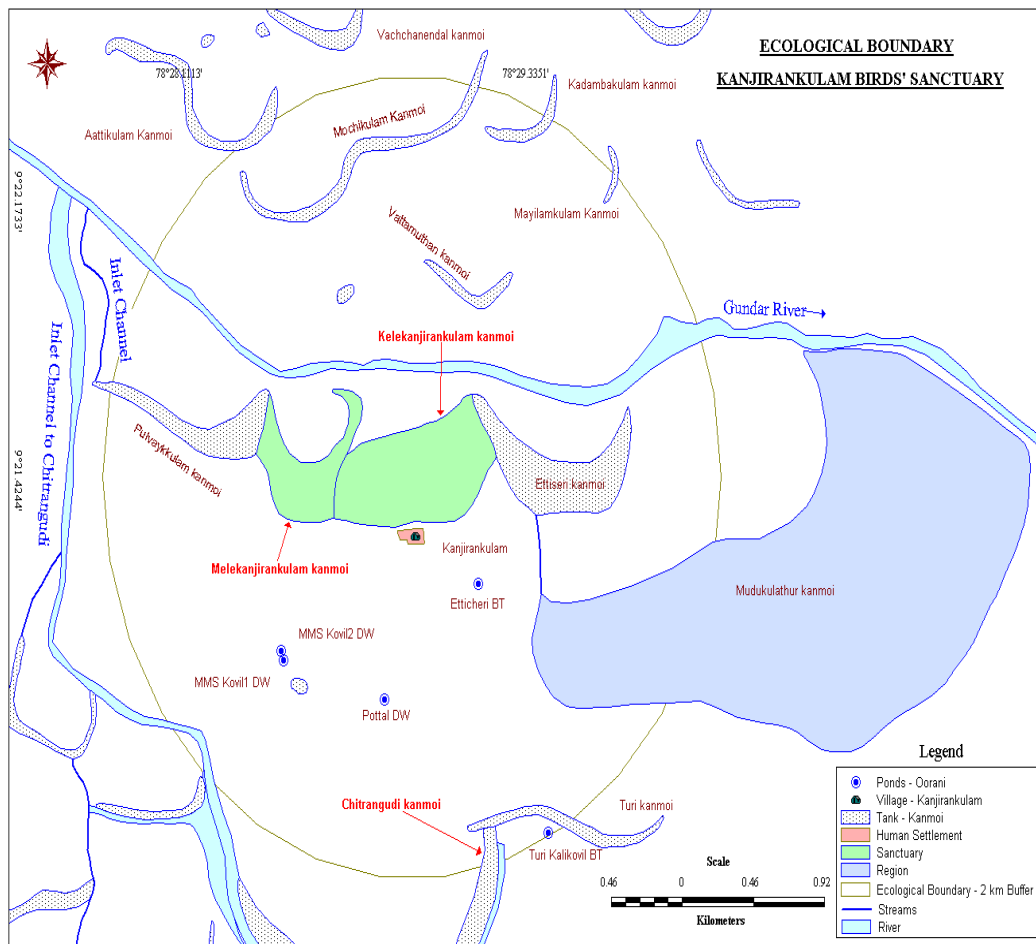 ECOLOGICAL BOUNDARY
KANJIRANKULAM BIRDS' SANCTUARY
Vachchanendal kanmoi
78°29.3351'
Kadambakulam kanmoi
Aattikulam Kanmoi
Mochikulam Kanmoi
9°22.1733'
Mayilamkulam Kanmoi
Vattamuthan kanmoi
Inlet Channel
Gundar River
Kelekanjirankulam kanmoi
Inlet Channel to Chitrangudi
Pulvaykkulam kanmoi
9°21.4244'
Ettiseri kanmoi
Kanjirankulam
Melekanjirankulam kanmoi
Etticheri BT
Mudukulathur kanmoi
MMS Kovil2 DW
MMS Kovil1 DW
Pottal DW
Chitrangudi kanmoi
Turi kanmoi
Turi Kalikovil BT
Legend
Ponds - Oorani
Village - Kanjirankulam
Tank - Kanmoi
Human Settlement
Sanctuary
Region
Ecological Boundary - 2 km Buffer
Streams
River
Scale
0.46 0 0.46 0.92
Kilometers